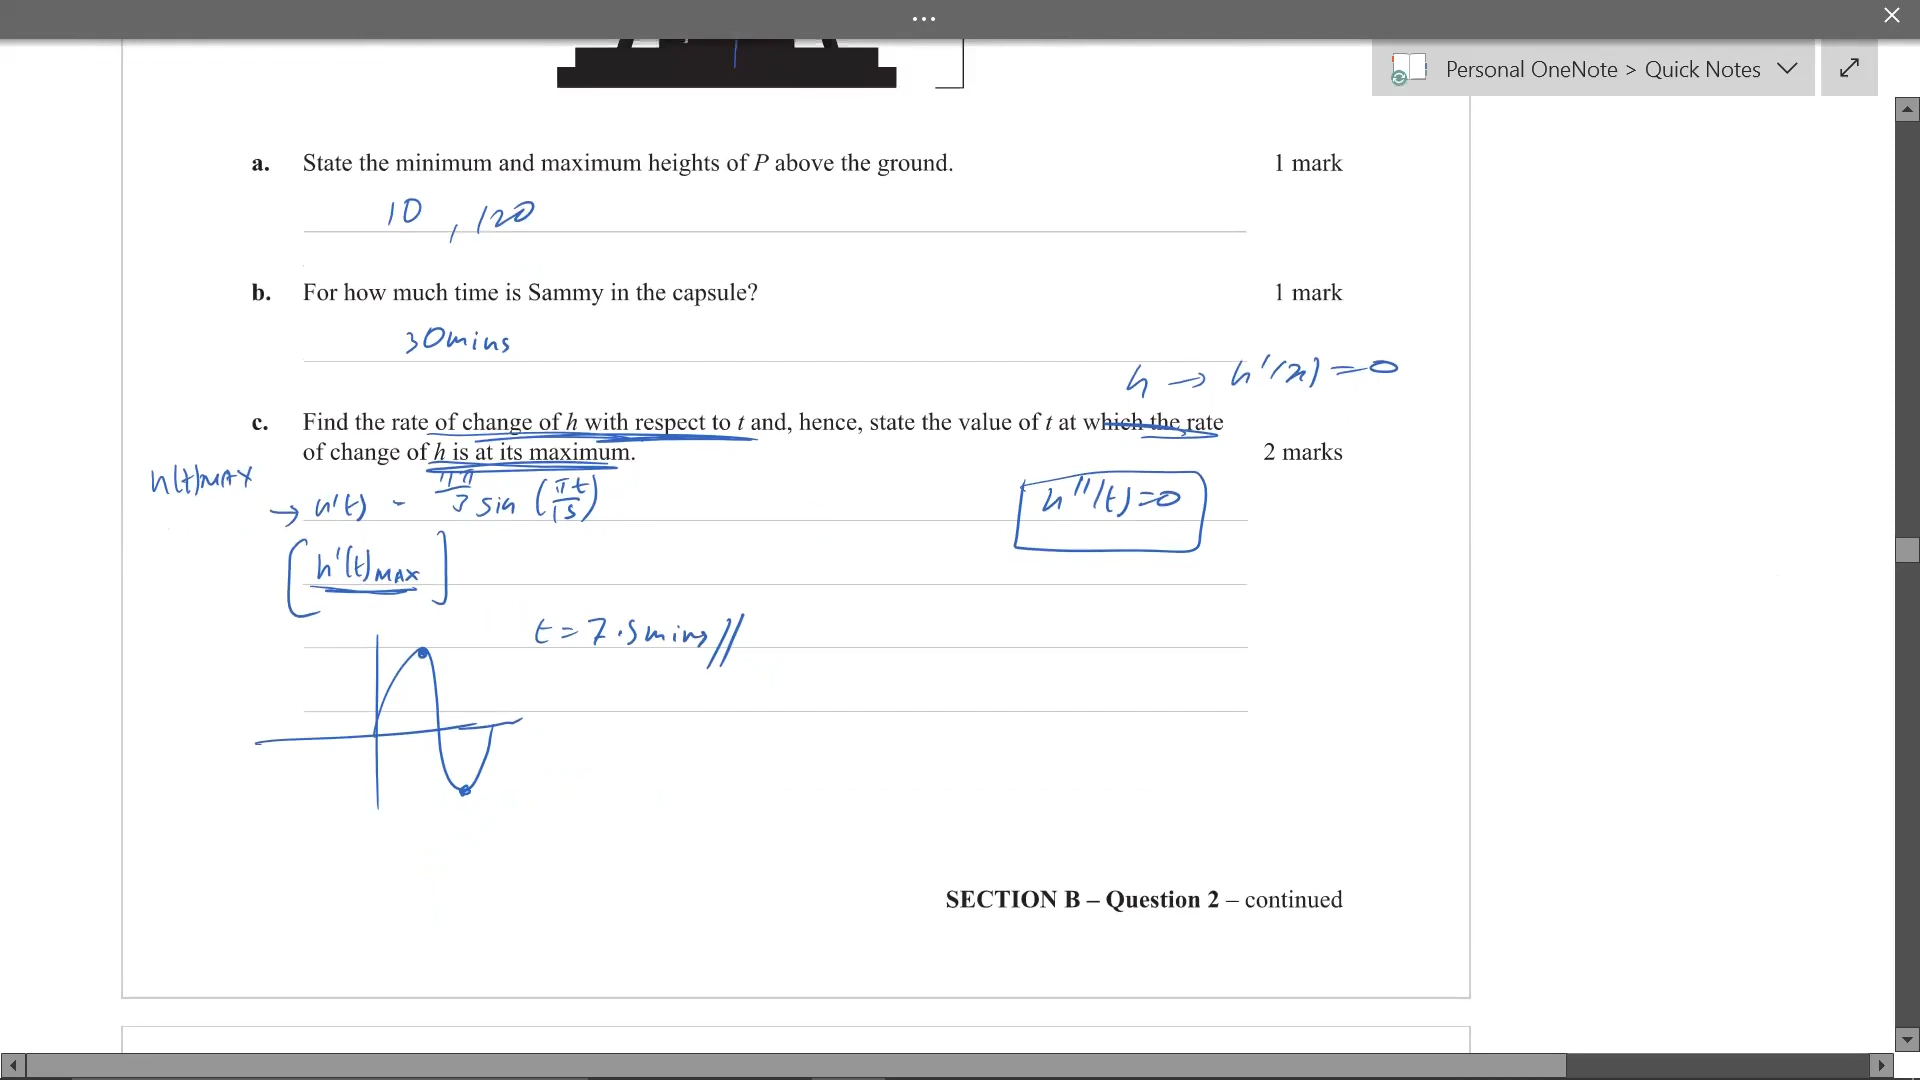 ...
Personal OneNote > Quick Notes
a. State the minimum and maximum heights of P above the ground. 1 mark
10 , 120
b. For how much time is Sammy in the capsule? 1 mark
30mins
h → h'(x) = 0
c. Find the rate of change of h with respect to t and, hence, state the value of t at which the rate
of change of h is at its maximum. 2 marks
h(t)MAX
→ h'(t) - 11π/3 sin (πt/15)
h''(t)=0
[h'(t)MAX]
t = 7.5mins //
SECTION B – Question 2 – continued